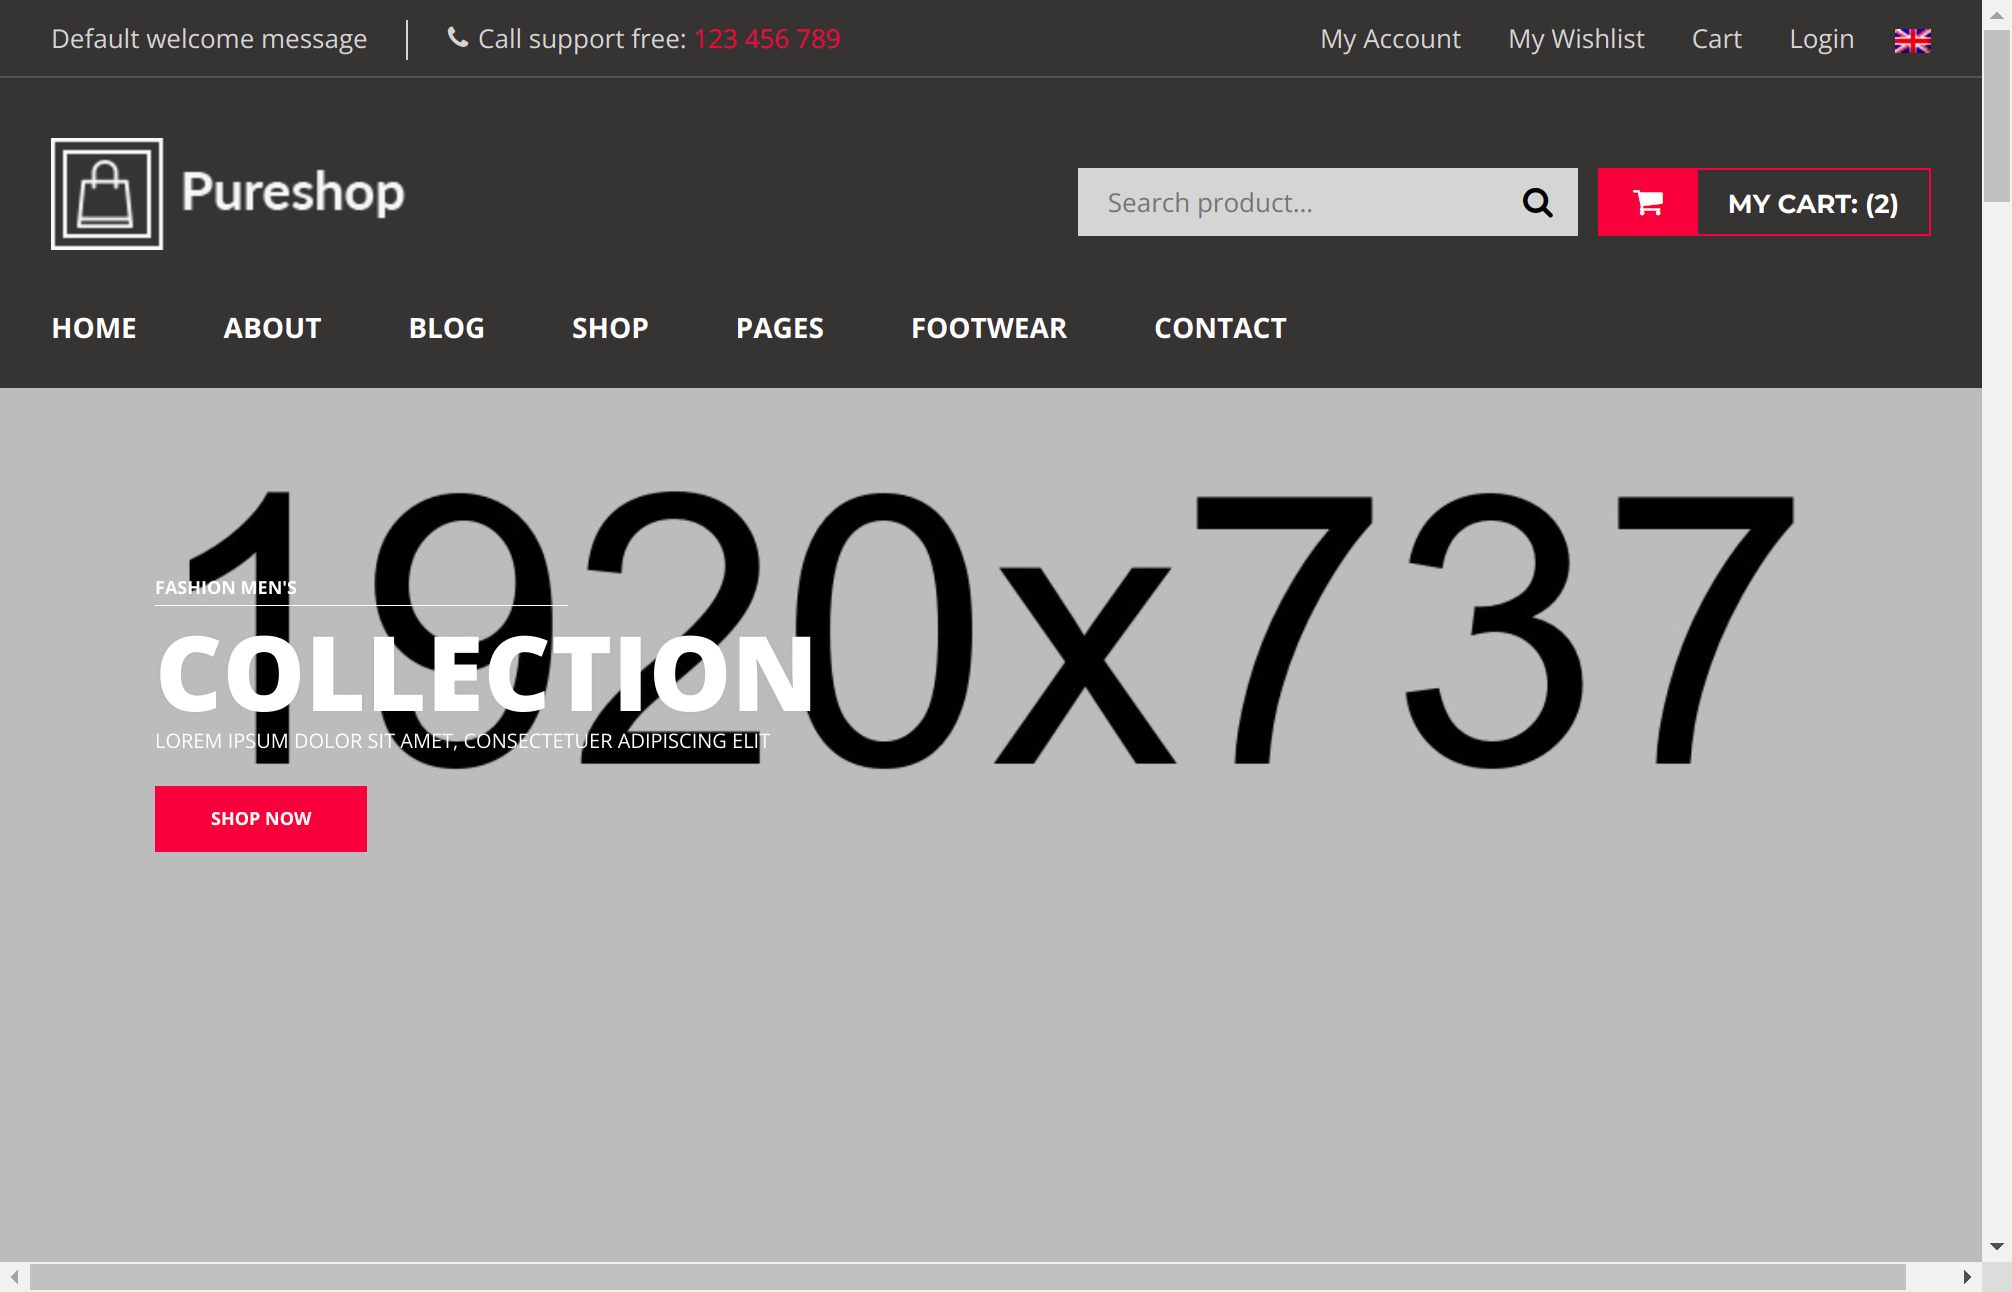 Default welcome message
Call support free: 123 456 789
My Account
My Wishlist
Cart
Login
Pureshop
Search product...
MY CART: (2)
HOME
ABOUT
BLOG
SHOP
PAGES
FOOTWEAR
CONTACT
1920x737
FASHION MEN'S
COLLECTION
LOREM IPSUM DOLOR SIT AMET, CONSECTETUER ADIPISCING ELIT
SHOP NOW